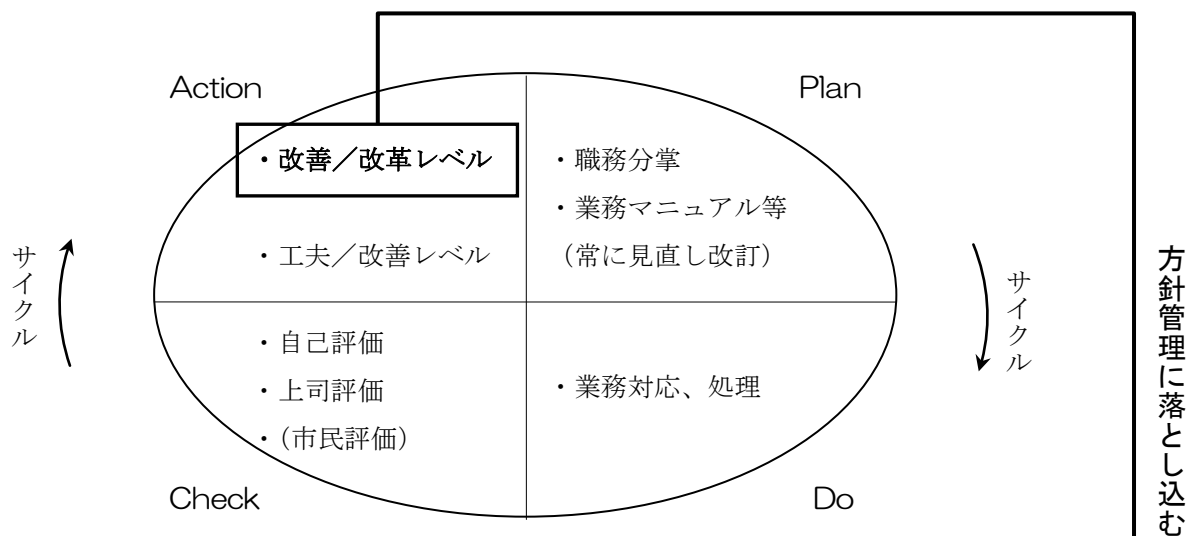 Action
Plan
・改善／改革レベル
・工夫／改善レベル
・職務分掌
・業務マニュアル等
（常に見直し改訂）
サイクル
サイクル
・自己評価
・上司評価
・（市民評価）
・業務対応、処理
Check
Do
方針管理に落とし込む